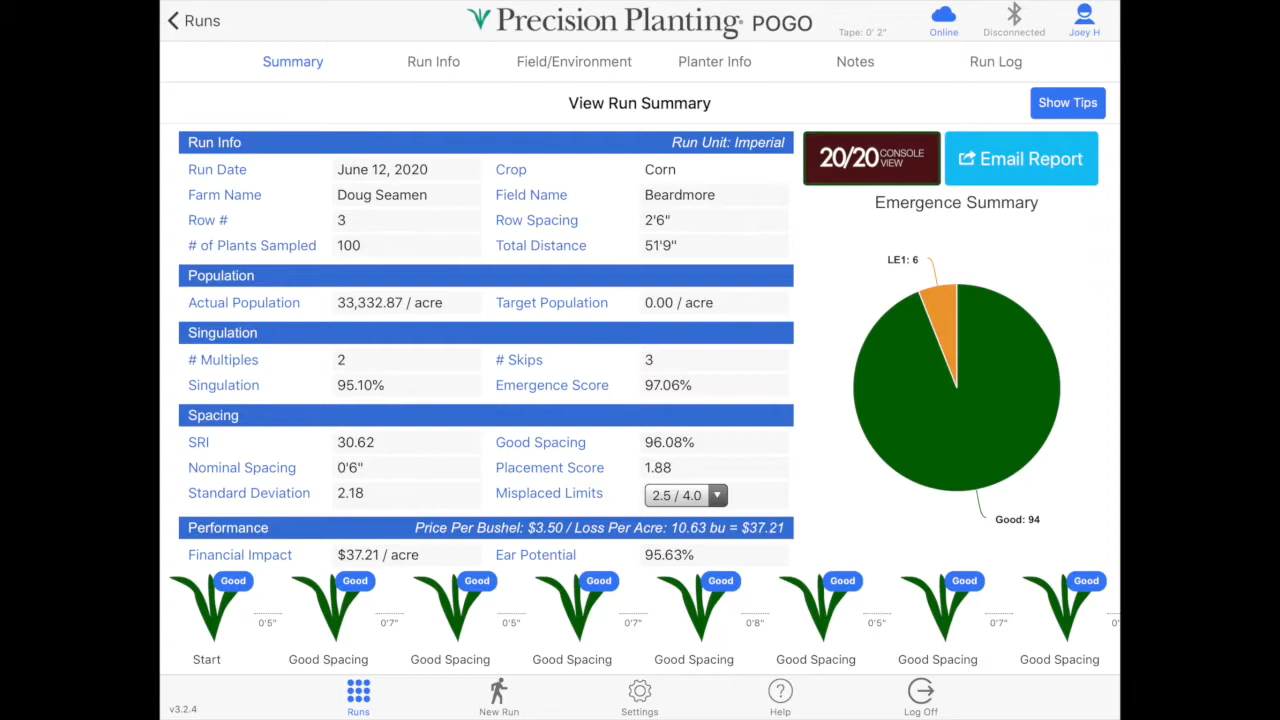 Runs
Precision Planting POGO
Tape: 0' 2"
Online
Disconnected
Joey H
Summary
Run Info
Field/Environment
Planter Info
Notes
Run Log
View Run Summary
Show Tips
Run Info Run Unit: Imperial
Run Date June 12, 2020 Crop Corn
Farm Name Doug Seamen Field Name Beardmore
Row # 3 Row Spacing 2'6"
# of Plants Sampled 100 Total Distance 51'9"
Population
Actual Population 33,332.87 / acre Target Population 0.00 / acre
Singulation
# Multiples 2 # Skips 3
Singulation 95.10% Emergence Score 97.06%
Spacing
SRI 30.62 Good Spacing 96.08%
Nominal Spacing 0'6" Placement Score 1.88
Standard Deviation 2.18 Misplaced Limits 2.5 / 4.0
Performance Price Per Bushel: $3.50 / Loss Per Acre: 10.63 bu = $37.21
Financial Impact $37.21 / acre Ear Potential 95.63%
20/20 CONSOLE VIEW
Email Report
Emergence Summary
LE1: 6
Good: 94
Good Good Good Good Good Good Good Good
0'5" 0'7" 0'5" 0'7" 0'8" 0'5" 0'7" 0'
Start Good Spacing Good Spacing Good Spacing Good Spacing Good Spacing Good Spacing Good Spacing
v3.2.4
Runs
New Run
Settings
Help
Log Off